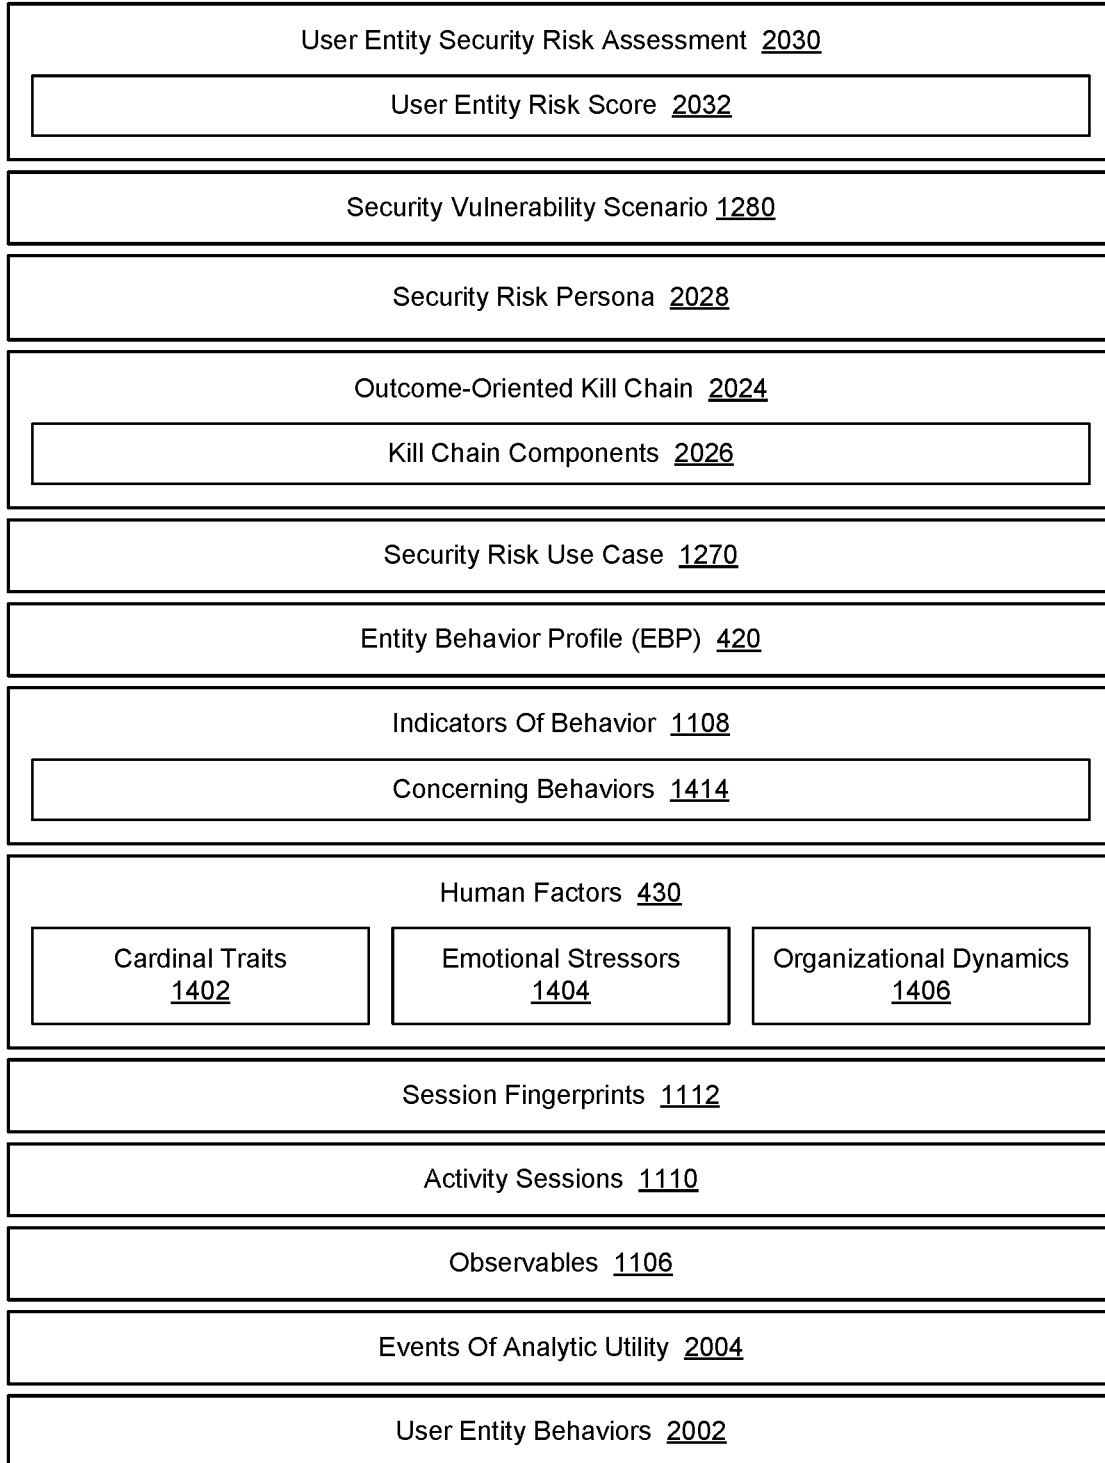 User Entity Security Risk Assessment 2030
User Entity Risk Score 2032
Security Vulnerability Scenario 1280
Security Risk Persona 2028
Outcome-Oriented Kill Chain 2024
Kill Chain Components 2026
Security Risk Use Case 1270
Entity Behavior Profile (EBP) 420
Indicators Of Behavior 1108
Concerning Behaviors 1414
Human Factors 430
Cardinal Traits
1402
Emotional Stressors
1404
Organizational Dynamics
1406
Session Fingerprints 1112
Activity Sessions 1110
Observables 1106
Events Of Analytic Utility 2004
User Entity Behaviors 2002